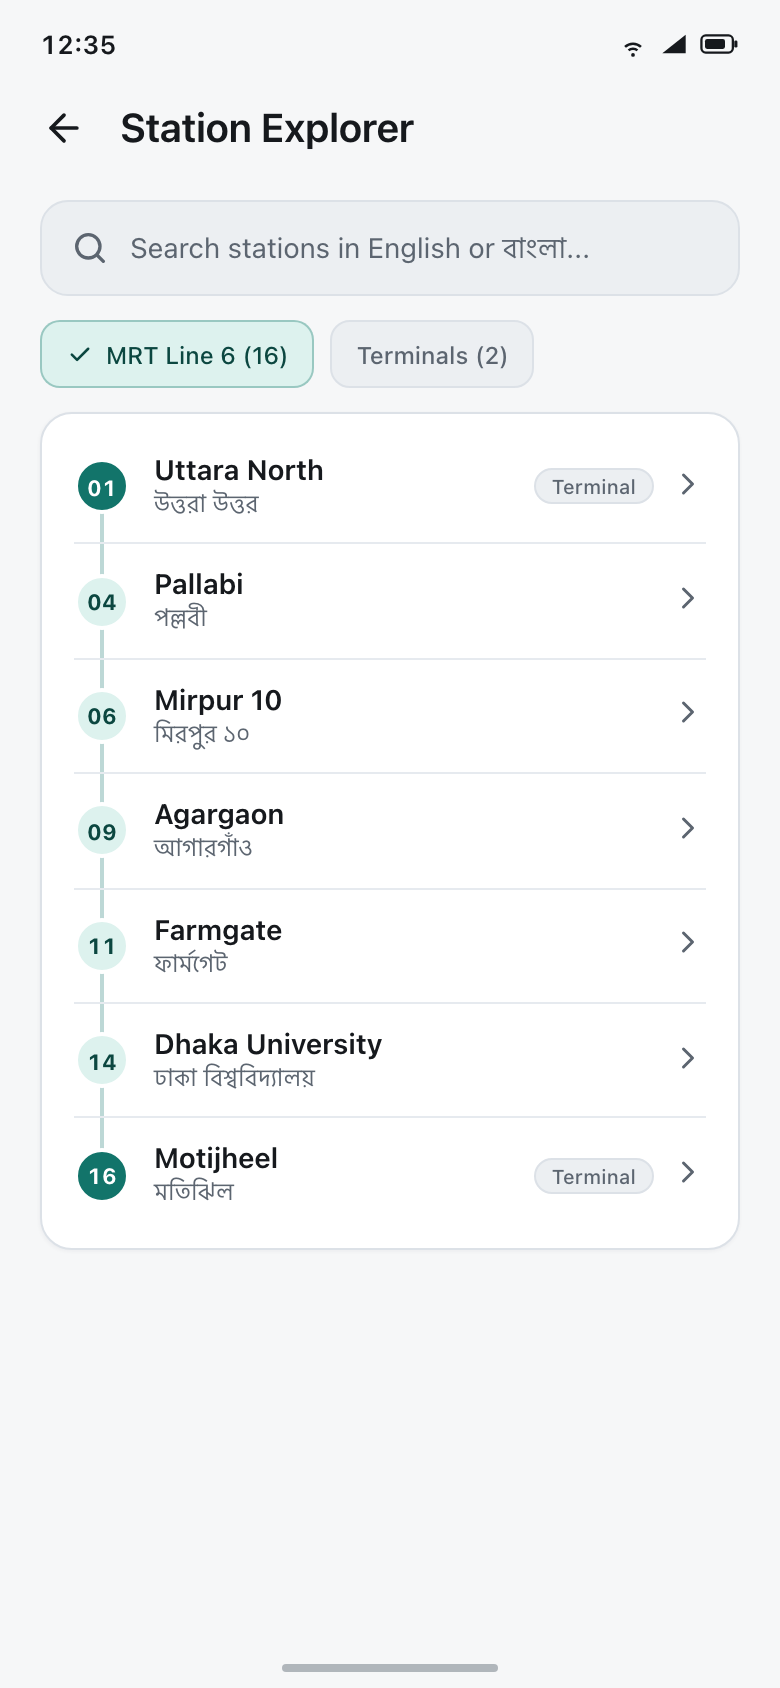 12:35
Station Explorer
Search stations in English or বাংলা...
MRT Line 6 (16)
Terminals (2)
01
Uttara North
উত্তরা উত্তর
Terminal
04
Pallabi
পল্লবী
06
Mirpur 10
মিরপুর ১০
09
Agargaon
আগারগাঁও
11
Farmgate
ফার্মগেট
14
Dhaka University
ঢাকা বিশ্ববিদ্যালয়
16
Motijheel
মতিঝিল
Terminal